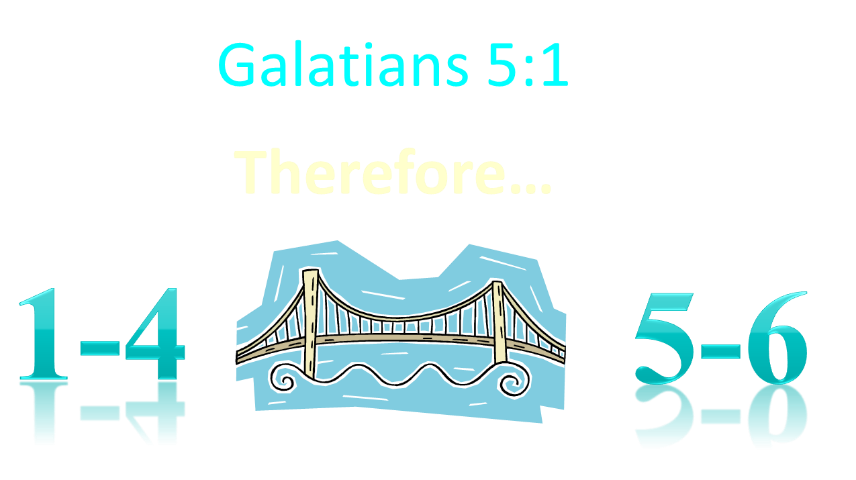 Galatians 5:1
Therefore…
1-4
5-6